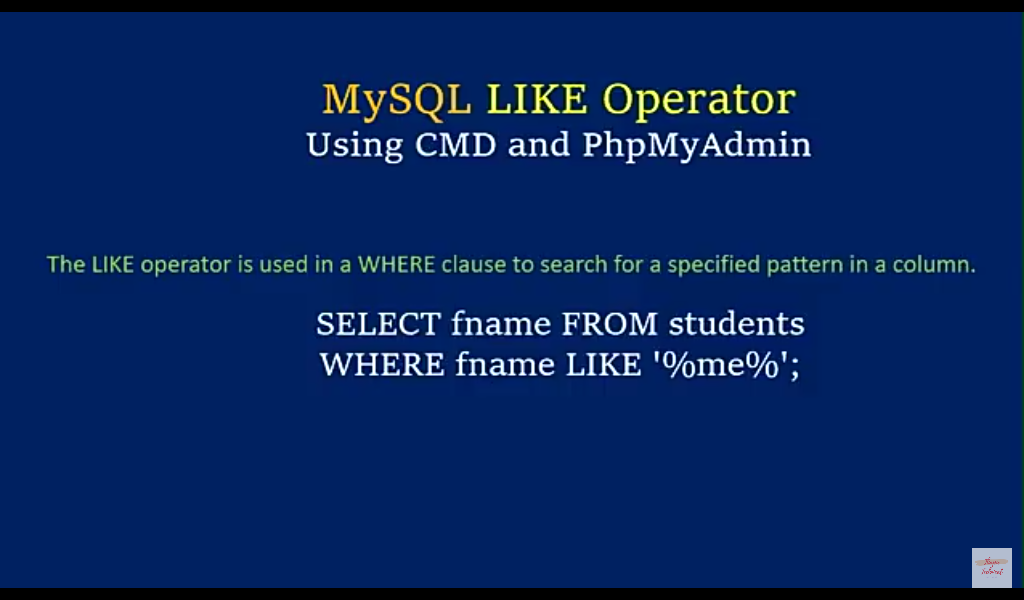 MySQL LIKE Operator
Using CMD and PhpMyAdmin
The LIKE operator is used in a WHERE clause to search for a specified pattern in a column.
SELECT fname FROM students
WHERE fname LIKE '%me%';